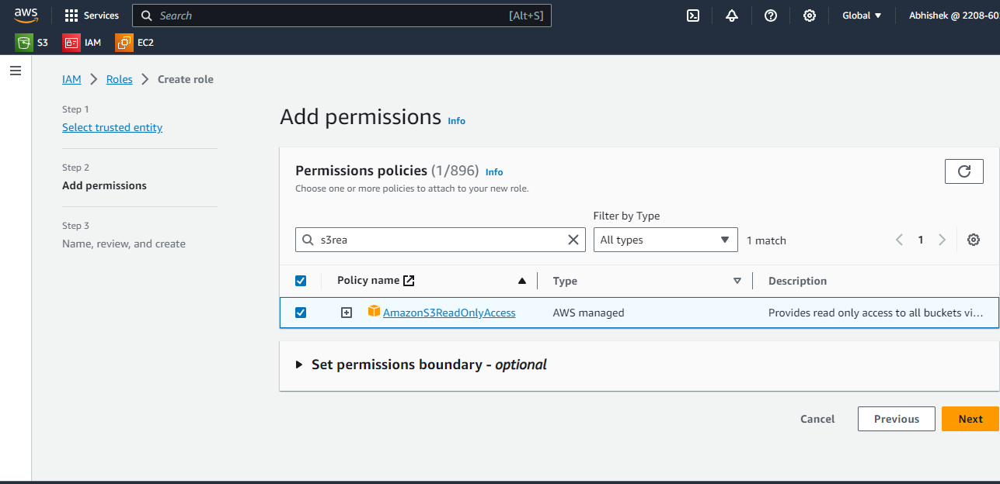 aws
Services
Search
[Alt+S]
Global
Abhishek @ 2208-60
S3
IAM
EC2
IAM
Roles
Create role
Step 1
Select trusted entity
Step 2
Add permissions
Step 3
Name, review, and create
Add permissions Info
Permissions policies (1/896) Info
Choose one or more policies to attach to your new role.
Filter by Type
s3rea
All types
1 match
1
Policy name
Type
Description
AmazonS3ReadOnlyAccess
AWS managed
Provides read only access to all buckets vi...
Set permissions boundary - optional
Cancel
Previous
Next